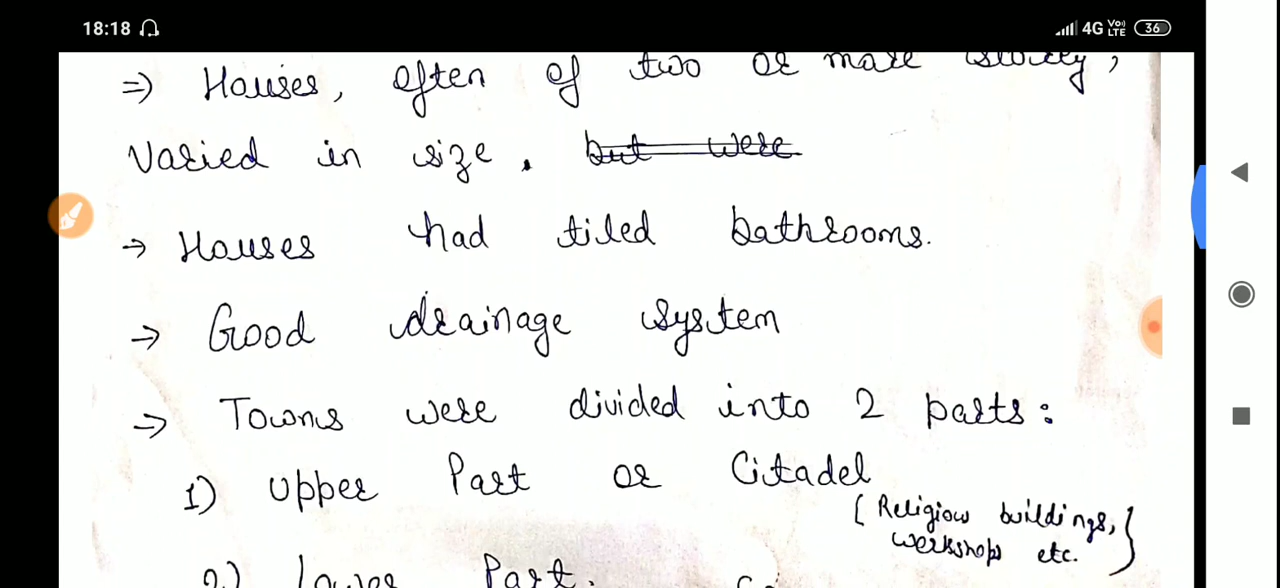 18:18
4G VoLTE 36
⇒ Houses, often of two or more storey,
Varied in size. ~~but were~~
→ Houses had tiled bathrooms.
→ Good drainage system
→ Towns were divided into 2 parts:
1) Upper Part or Citadel
{Religiow buildings,
workshops etc.}
2) Lower Part.